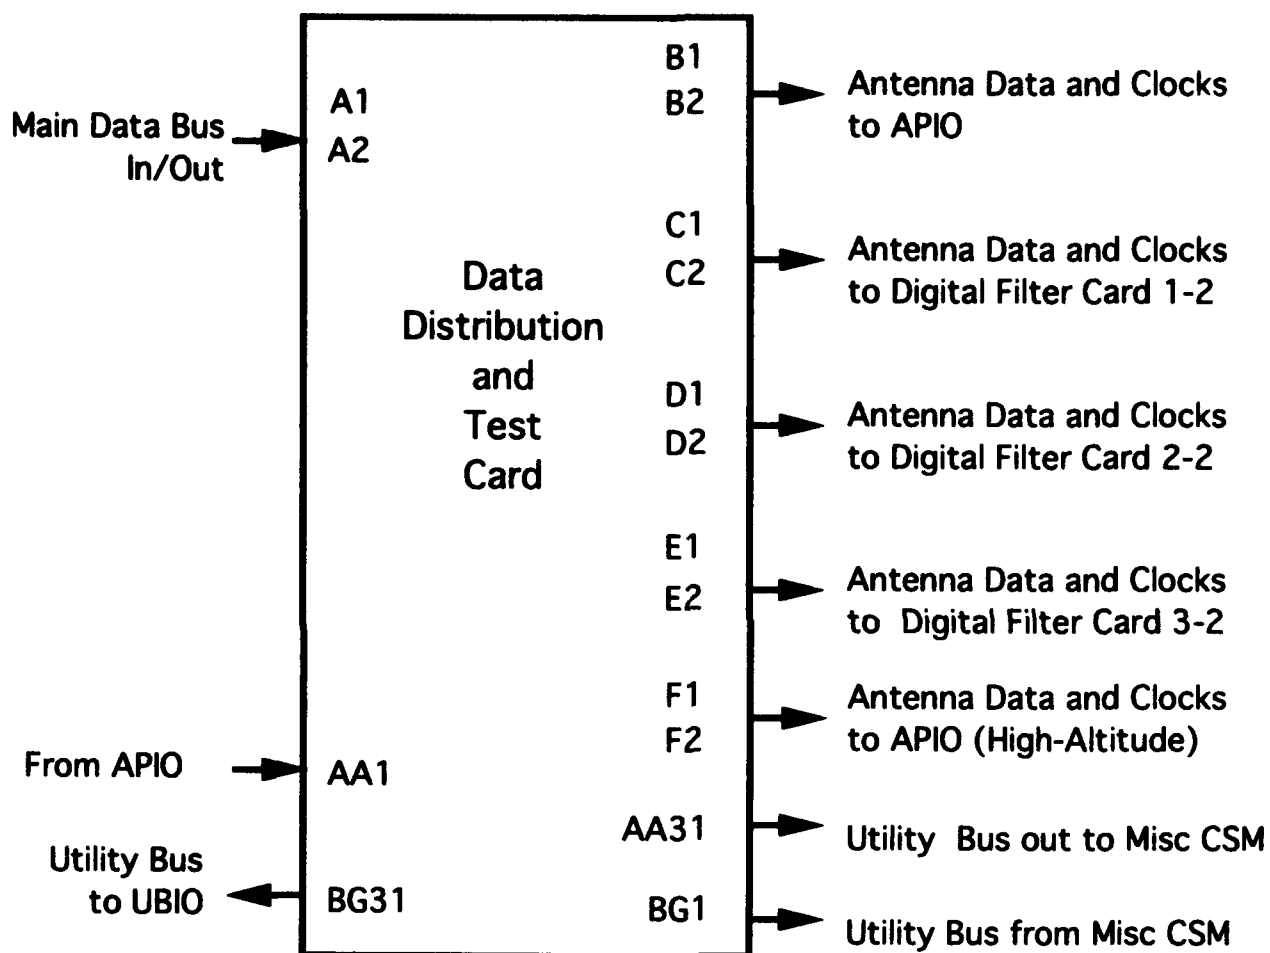 B1
Antenna Data and Clocks
A1
B2
to APIO
Main Data Bus
A2
In/Out
C1
Antenna Data and Clocks
C2
to Digital Filter Card 1-2
Data
Distribution
and
Test
Card
D1
Antenna Data and Clocks
D2
to Digital Filter Card 2-2
E1
Antenna Data and Clocks
E2
to Digital Filter Card 3-2
F1
Antenna Data and Clocks
F2
to APIO (High-Altitude)
From APIO
AA1
AA31
Utility Bus out to Misc CSM
Utility Bus
to UBIO
BG31
BG1
Utility Bus from Misc CSM